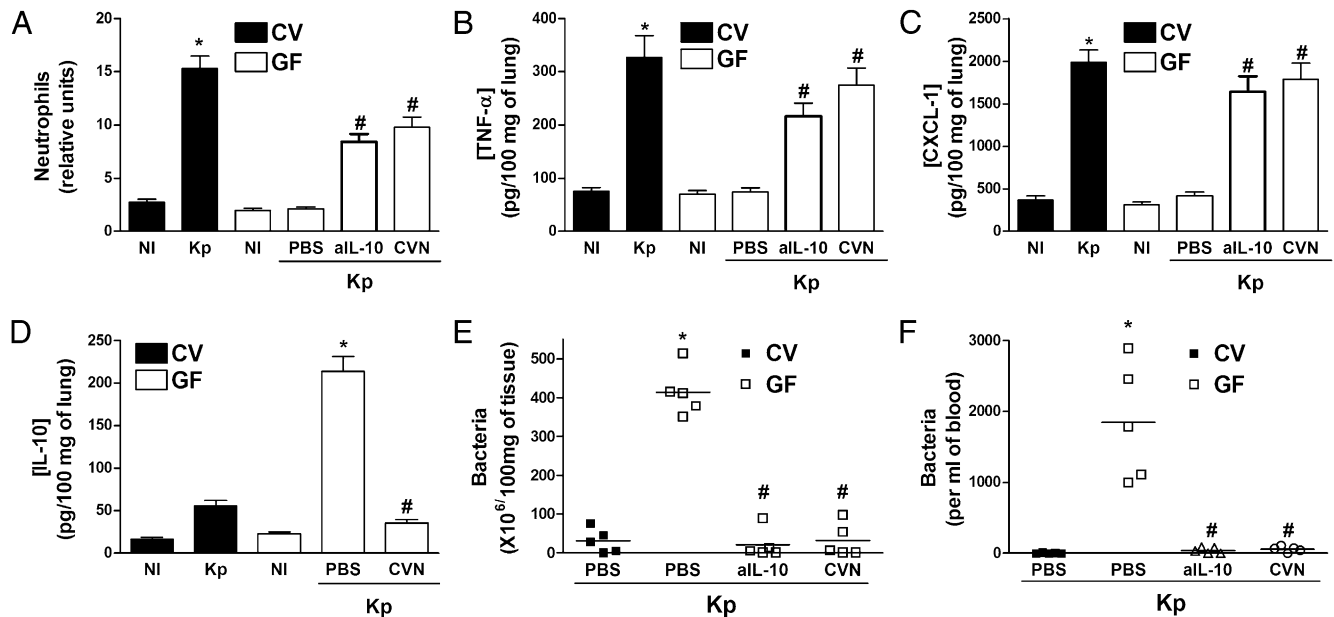 A
Neutrophils
(relative units)
20
15
10
5
0
CV
GF
*
#
#
NI
Kp
NI
PBS
aIL-10
CVN
Kp
B
[TNF-α]
(pg/100 mg of lung)
400
300
200
100
0
CV
GF
*
#
#
NI
Kp
NI
PBS
aIL-10
CVN
Kp
C
[CXCL-1]
(pg/100 mg of lung)
2500
2000
1500
1000
500
0
CV
GF
*
#
#
NI
Kp
NI
PBS
aIL-10
CVN
Kp
D
[IL-10]
(pg/100 mg of lung)
250
200
150
100
50
0
CV
GF
*
#
NI
Kp
NI
PBS
CVN
Kp
E
Bacteria
(X10⁶/100mg of tissue)
500
400
300
200
100
0
CV
GF
*
#
#
PBS
PBS
aIL-10
CVN
Kp
F
Bacteria
(per ml of blood)
3000
2000
1000
0
CV
GF
*
#
#
PBS
PBS
aIL-10
CVN
Kp